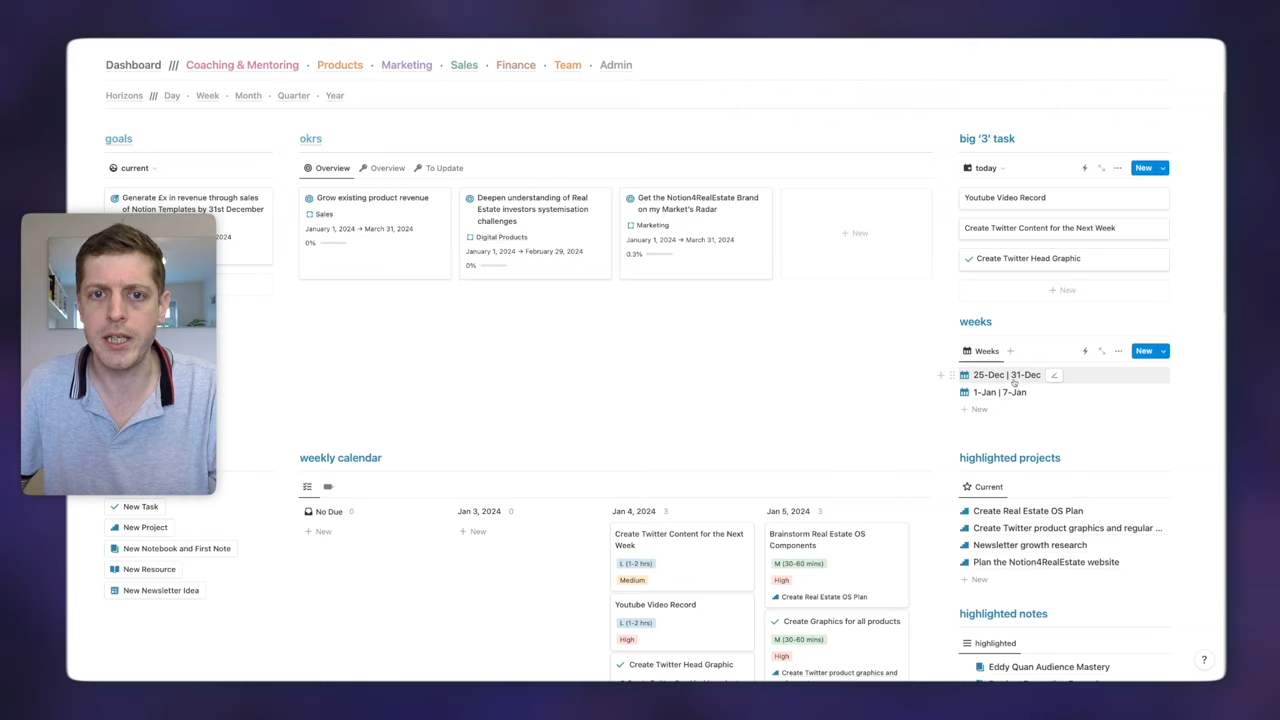 Dashboard /// Coaching & Mentoring · Products · Marketing · Sales · Finance · Team · Admin
Horizons /// Day · Week · Month · Quarter · Year
goals
current
Generate £x in revenue through sales
of Notion Templates by 31st December
okrs
Overview Overview To Update
Grow existing product revenue
Sales
January 1, 2024 → March 31, 2024
0%
Deepen understanding of Real
Estate investors systemisation
challenges
Digital Products
January 1, 2024 → February 29, 2024
0%
Get the Notion4RealEstate Brand
on my Market's Radar
Marketing
January 1, 2024 → March 31, 2024
0.3%
+ New
big ‘3’ task
today
New
Youtube Video Record
Create Twitter Content for the Next Week
Create Twitter Head Graphic
+ New
weeks
Weeks +
New
25-Dec | 31-Dec
1-Jan | 7-Jan
+ New
New Task
New Project
New Notebook and First Note
New Resource
New Newsletter Idea
weekly calendar
No Due 0
+ New
Jan 3, 2024 0
+ New
Jan 4, 2024 3
Create Twitter Content for the Next
Week
L (1-2 hrs)
Medium
Youtube Video Record
L (1-2 hrs)
High
Create Twitter Head Graphic
Jan 5, 2024 3
Brainstorm Real Estate OS
Components
M (30-60 mins)
High
Create Real Estate OS Plan
Create Graphics for all products
M (30-60 mins)
High
Create Twitter product graphics and
highlighted projects
Current
Create Real Estate OS Plan
Create Twitter product graphics and regular ...
Newsletter growth research
Plan the Notion4RealEstate website
+ New
highlighted notes
highlighted
Eddy Quan Audience Mastery
?